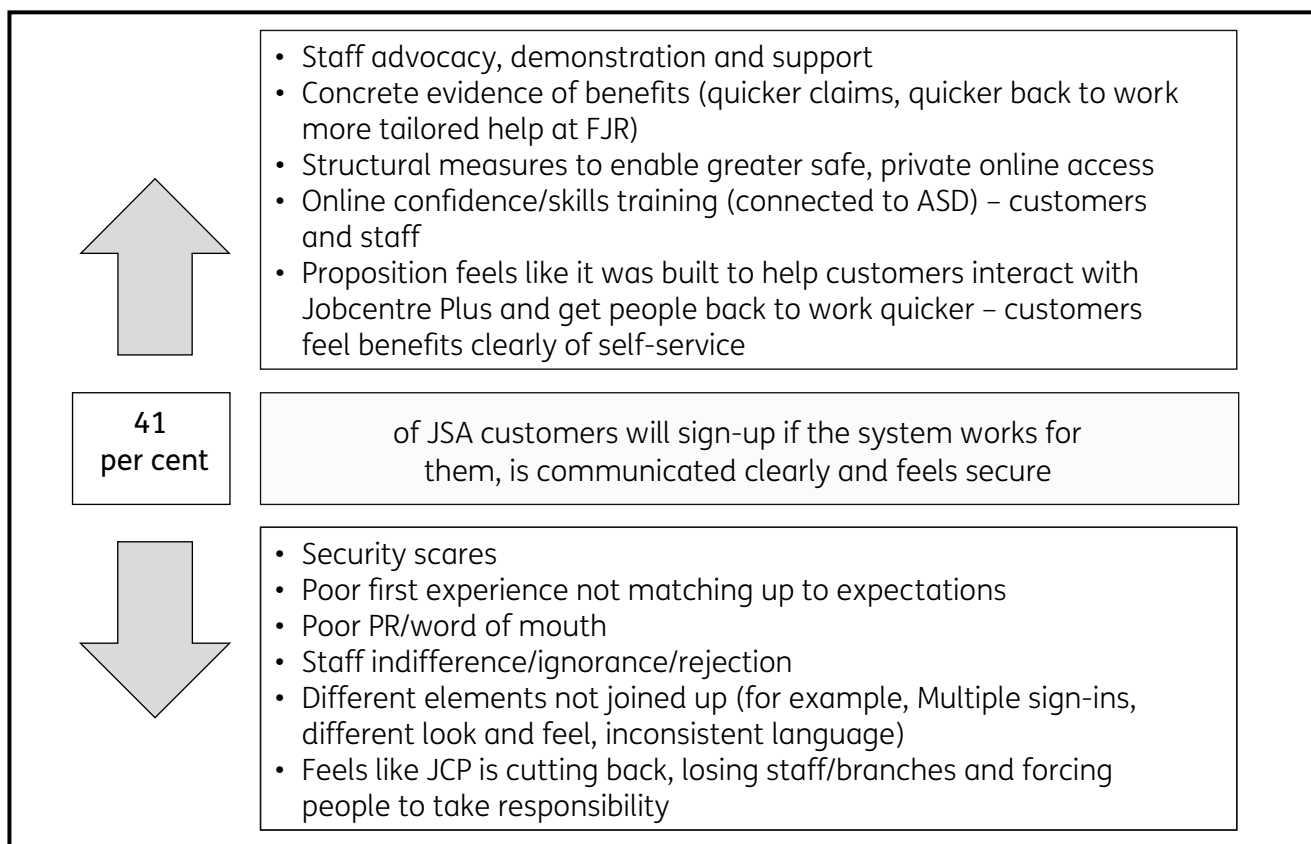 • Staff advocacy, demonstration and support
• Concrete evidence of benefits (quicker claims, quicker back to work
more tailored help at FJR)
• Structural measures to enable greater safe, private online access
• Online confidence/skills training (connected to ASD) – customers
and staff
• Proposition feels like it was built to help customers interact with
Jobcentre Plus and get people back to work quicker – customers
feel benefits clearly of self-service
41
per cent
of JSA customers will sign-up if the system works for
them, is communicated clearly and feels secure
• Security scares
• Poor first experience not matching up to expectations
• Poor PR/word of mouth
• Staff indifference/ignorance/rejection
• Different elements not joined up (for example, Multiple sign-ins,
different look and feel, inconsistent language)
• Feels like JCP is cutting back, losing staff/branches and forcing
people to take responsibility